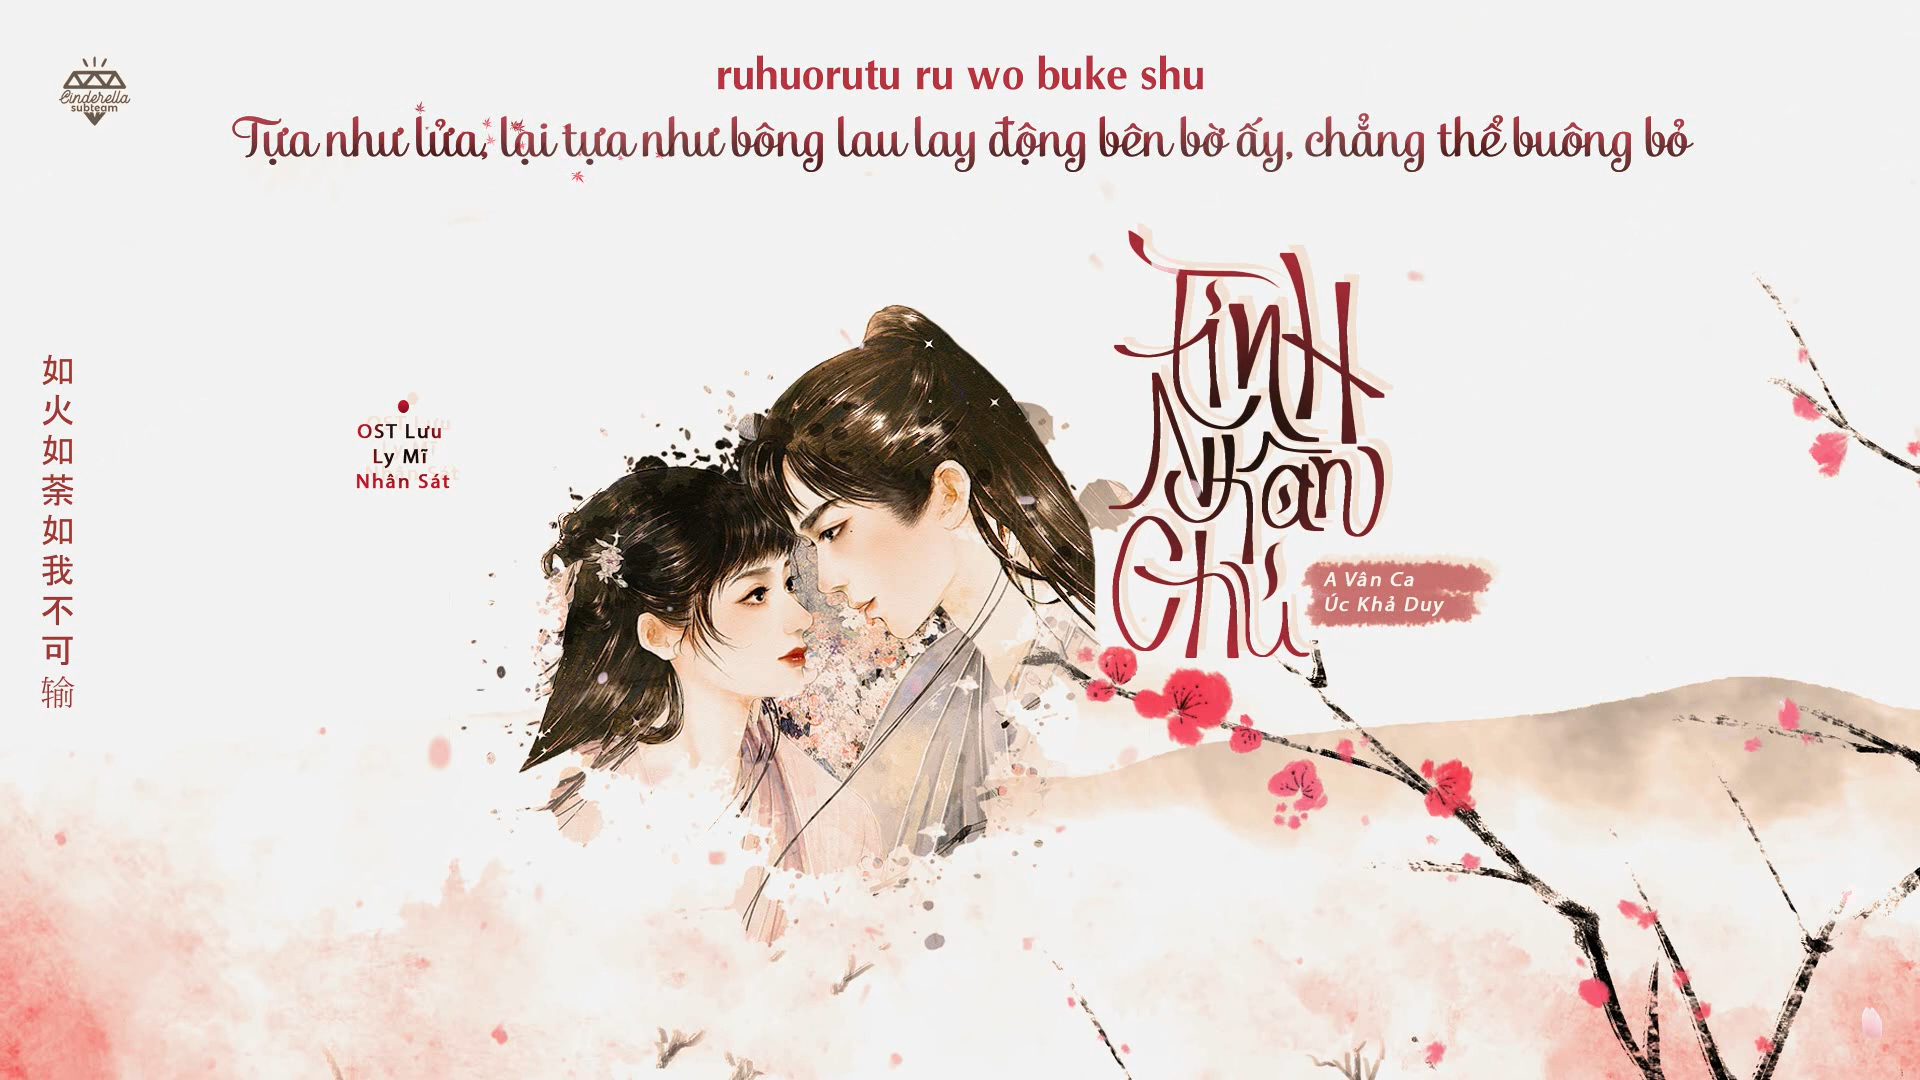 ruhuorutu ru wo buke shu
Tựa như lửa, lại tựa như bông lau lay động bên bờ ấy, chẳng thể buông bỏ
Cinderella
subteam
Tình
Nhân
Chú
A Vân Ca
Úc Khả Duy
OST Lưu
Ly Mĩ
Nhân Sát
如火如荼如我不可输